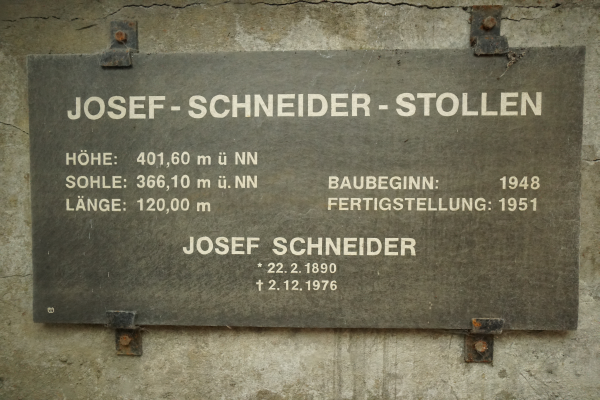 JOSEF-SCHNEIDER-STOLLEN
HÖHE: 401,60 m ü NN
SOHLE: 366,10 m ü. NN
LÄNGE: 120,00 m
BAUBEGINN: 1948
FERTIGSTELLUNG: 1951
JOSEF SCHNEIDER
* 22. 2. 1890
† 2. 12. 1976